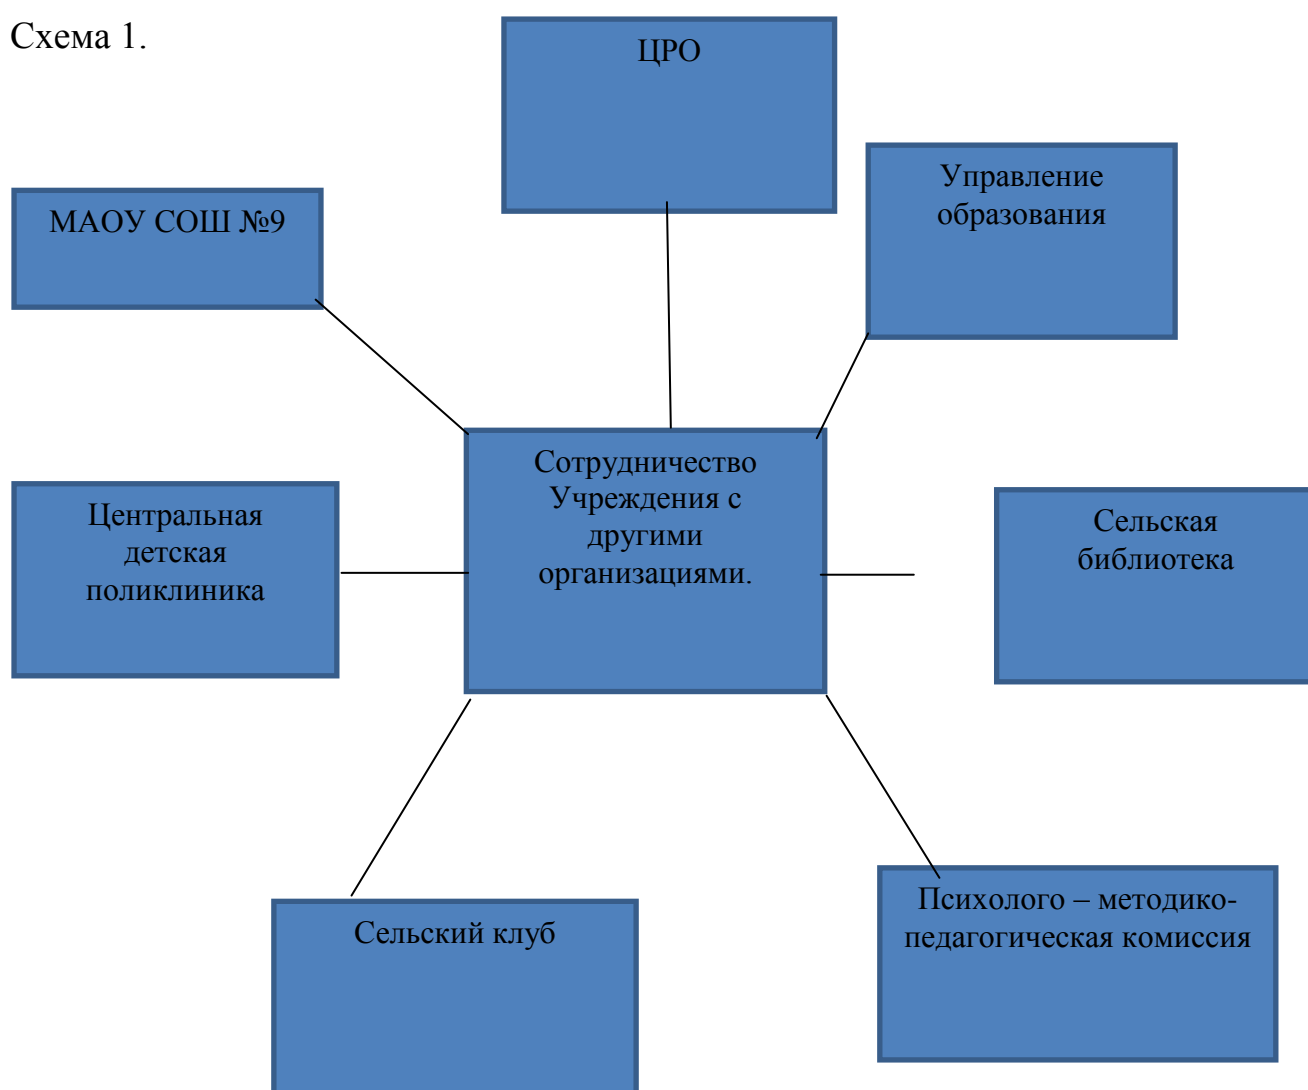 Схема 1.
ЦРО
Управление
образования
МАОУ СОШ №9
Сотрудничество
Учреждения с
другими
организациями.
Центральная
детская
поликлиника
Сельская
библиотека
Сельский клуб
Психолого – методико-
педагогическая комиссия